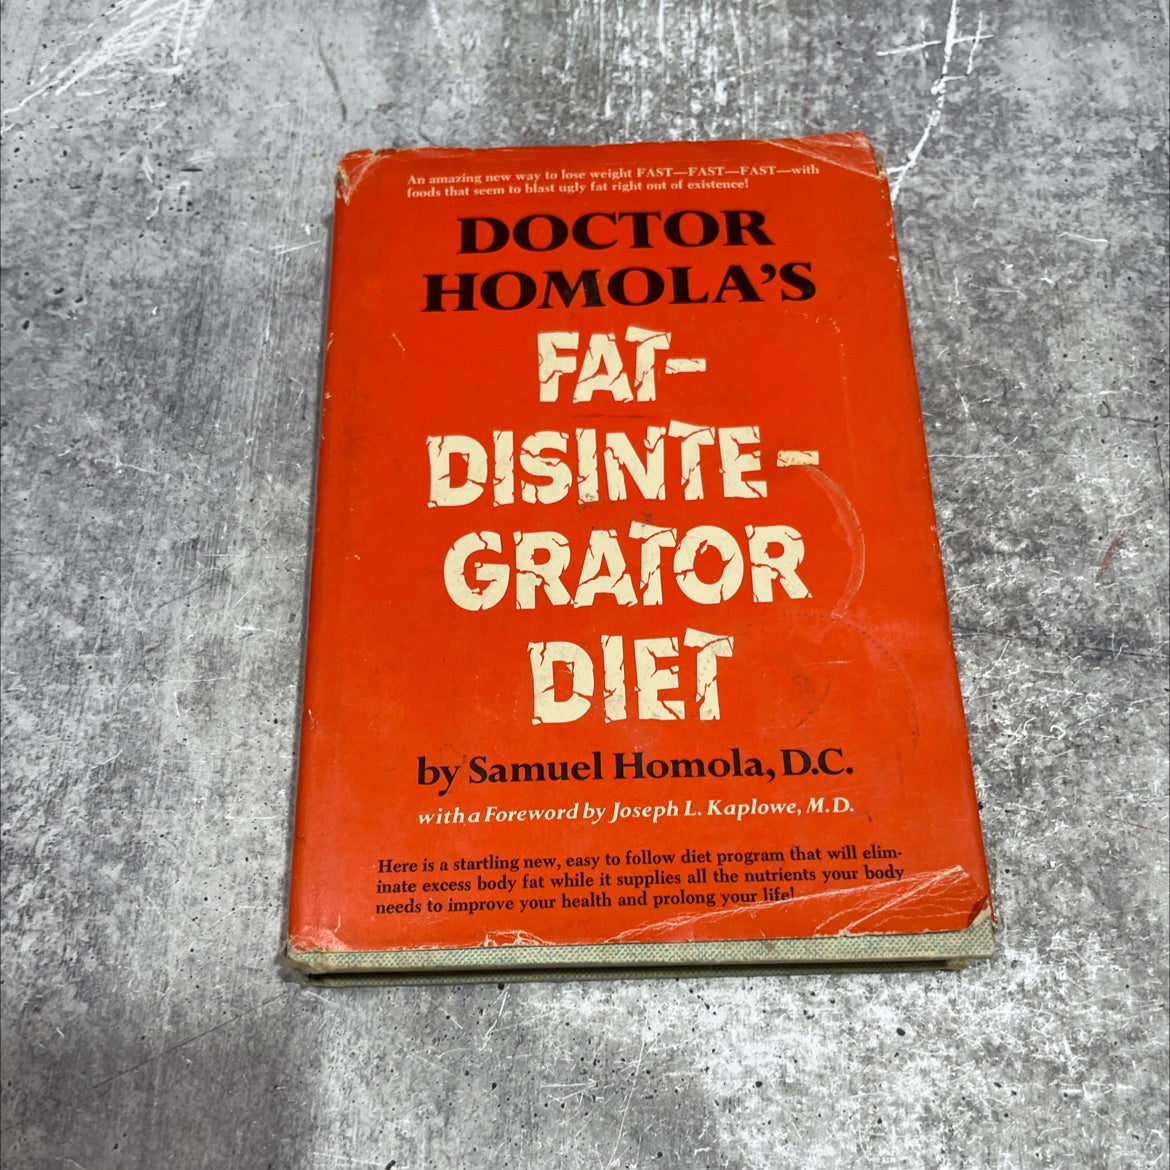 An amazing new way to lose weight FAST—FAST—FAST—with
foods that seem to blast ugly fat right out of existence!
DOCTOR
HOMOLA'S
FAT-
DISINTE-
GRATOR
DIET
by Samuel Homola, D.C.
with a Foreword by Joseph L. Kaplowe, M.D.
Here is a startling new, easy to follow diet program that will elim-
inate excess body fat while it supplies all the nutrients your body
needs to improve your health and prolong your life!